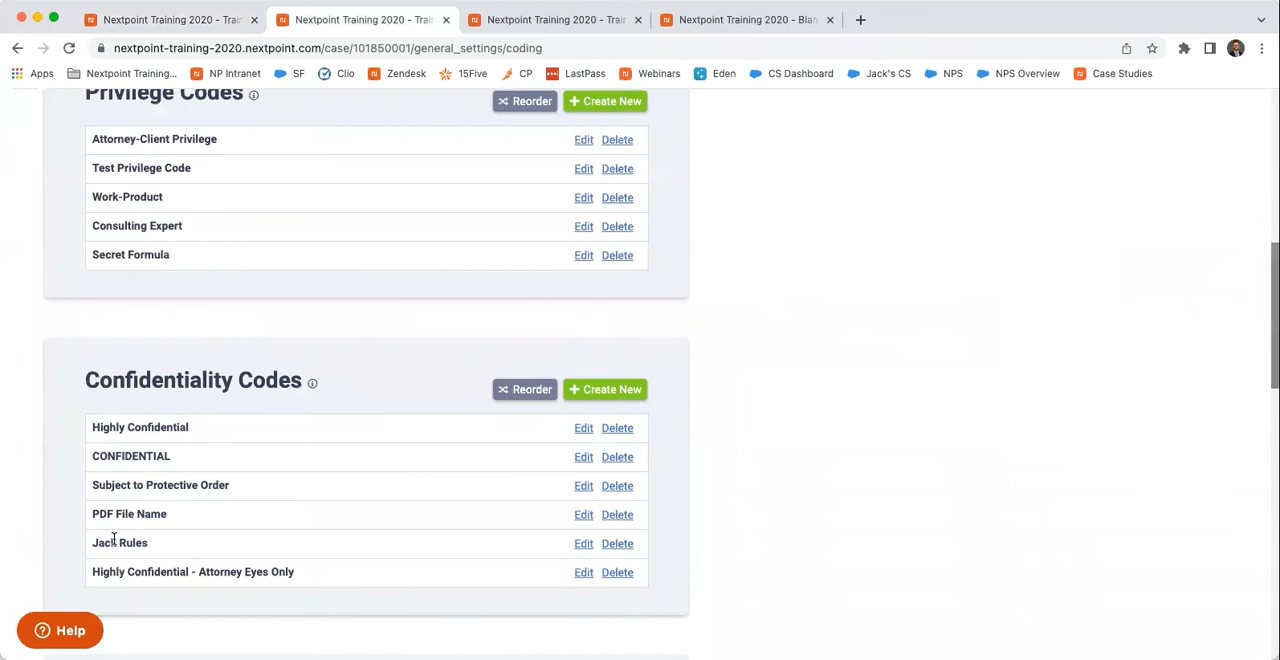 Nextpoint Training 2020 - Trai
Nextpoint Training 2020 - Trai
Nextpoint Training 2020 - Trai
Nextpoint Training 2020 - Blan
nextpoint-training-2020.nextpoint.com/case/101850001/general_settings/coding
Apps Nextpoint Training... NP Intranet SF Clio Zendesk 15Five CP LastPass Webinars Eden CS Dashboard Jack's CS NPS NPS Overview Case Studies
Privilege Codes Reorder + Create New
Attorney-Client Privilege Edit Delete
Test Privilege Code Edit Delete
Work-Product Edit Delete
Consulting Expert Edit Delete
Secret Formula Edit Delete
Confidentiality Codes Reorder + Create New
Highly Confidential Edit Delete
CONFIDENTIAL Edit Delete
Subject to Protective Order Edit Delete
PDF File Name Edit Delete
Jack Rules Edit Delete
Highly Confidential - Attorney Eyes Only Edit Delete
Help